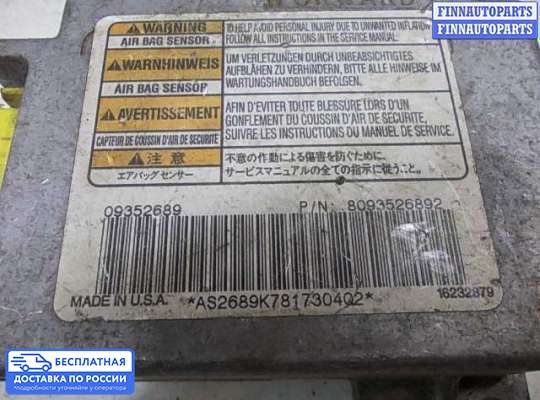 FINNAUTOPARTS
FINNAUTOPARTS
WARNING
AIR BAG SENSOR
TO HELP AVOID PERSONAL INJURY DUE TO UNWANTED INFLATION
FOLLOW ALL INSTRUCTIONS IN THE SERVICE MANUAL.
WARNHINWEIS
AIR BAG SENSOR
UM VERLETZUNGEN DURCH UNBEABSICHTIGTES
AUFBLÄHEN ZU VERHINDERN, BITTE ALLE HINWEISE IM
WARTUNGSHANDBUCH BEFOLGEN.
AVERTISSEMENT
CAPTEUR DE COUSSIN D'AIR DE SECURITE
AFIN D'EVITER TOUTE BLESSURE LORS D'UN
GONFLEMENT DU COUSSIN D'AIR DE SECURITE,
SUIVRE LES INSTRUCTIONS DU MANUEL DE SERVICE.
注 意
エアバッグ センサー
不意の作動による傷害を防ぐために、
サービスマニュアルの全ての指示に従うこと。
09352689 P/N: 8093526892
MADE IN U.S.A. *AS2689K781730402* 16232879
БЕСПЛАТНАЯ
ДОСТАВКА ПО РОССИИ
подробности уточняйте у оператора